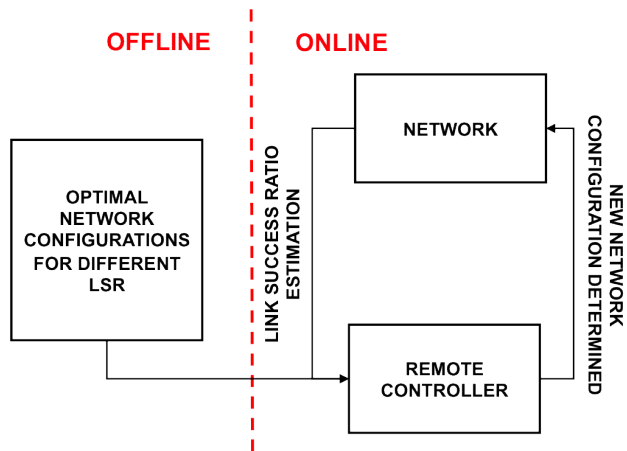 OFFLINE
ONLINE
OPTIMAL
NETWORK
CONFIGURATIONS
FOR DIFFERENT
LSR
NETWORK
LINK SUCCESS RATIO
ESTIMATION
NEW NETWORK
CONFIGURATION DETERMINED
REMOTE
CONTROLLER